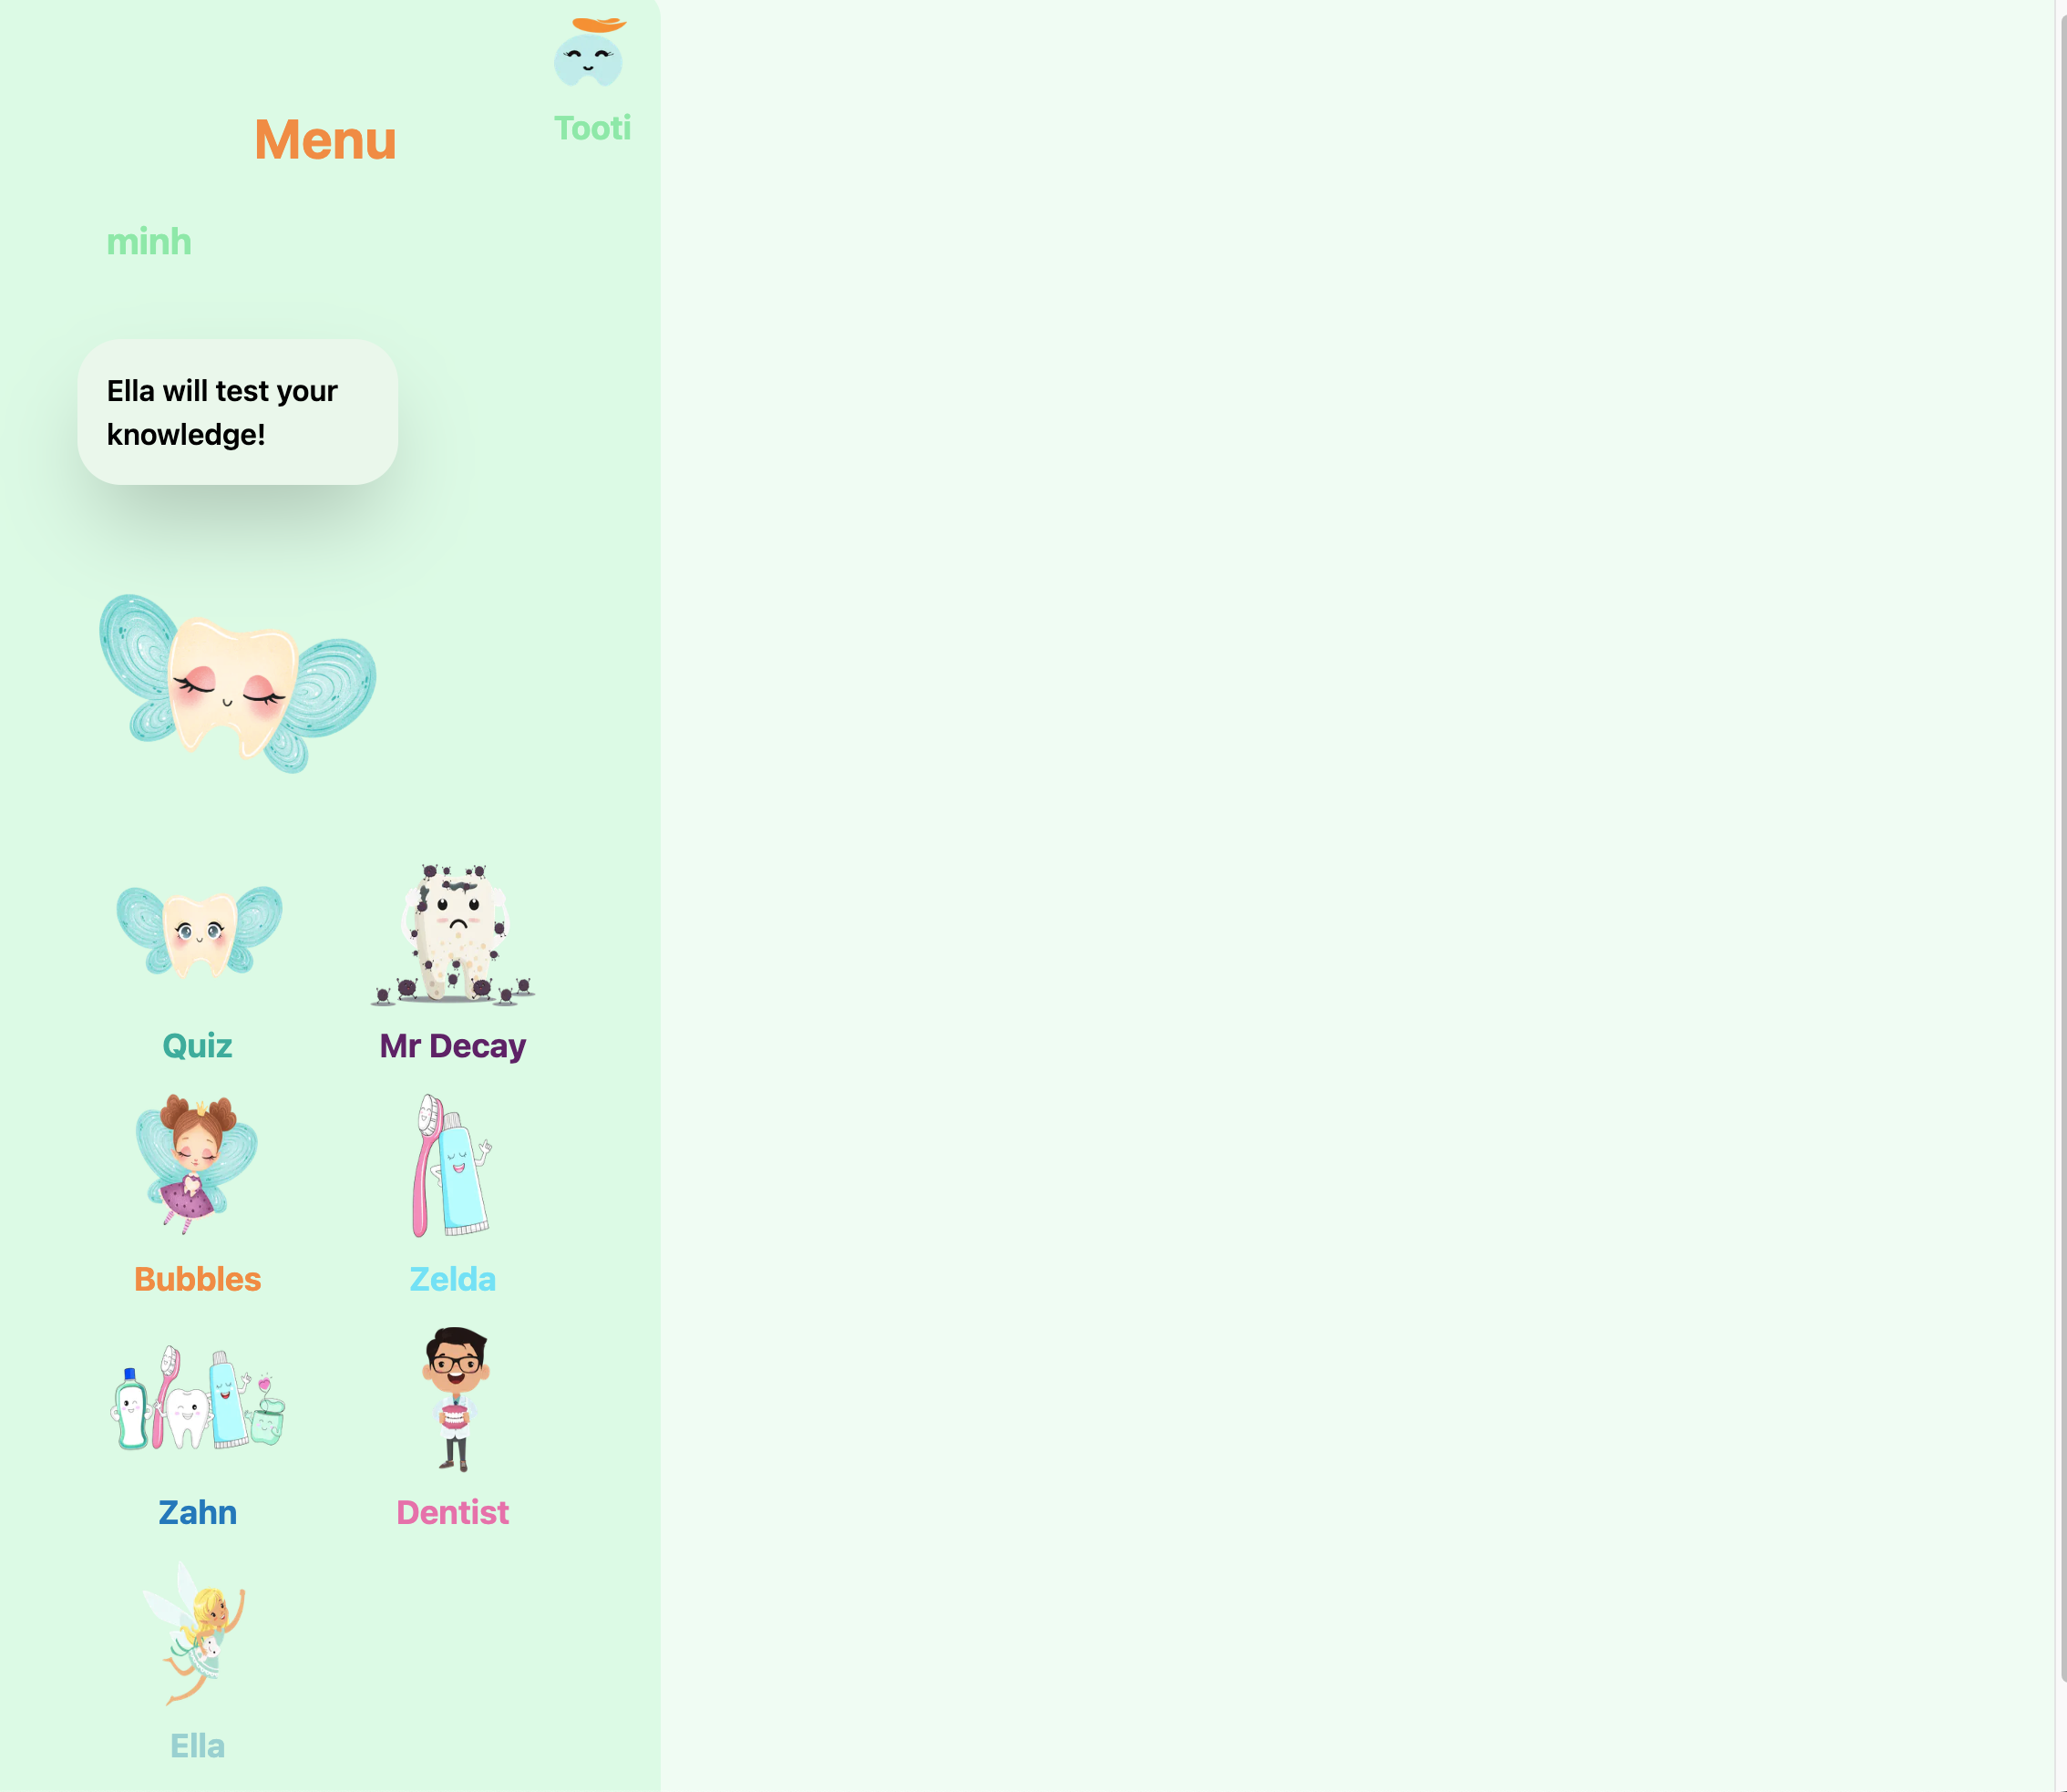 Tooti
Menu
minh
Ella will test your
knowledge!
Quiz
Mr Decay
Bubbles
Zelda
Zahn
Dentist
Ella